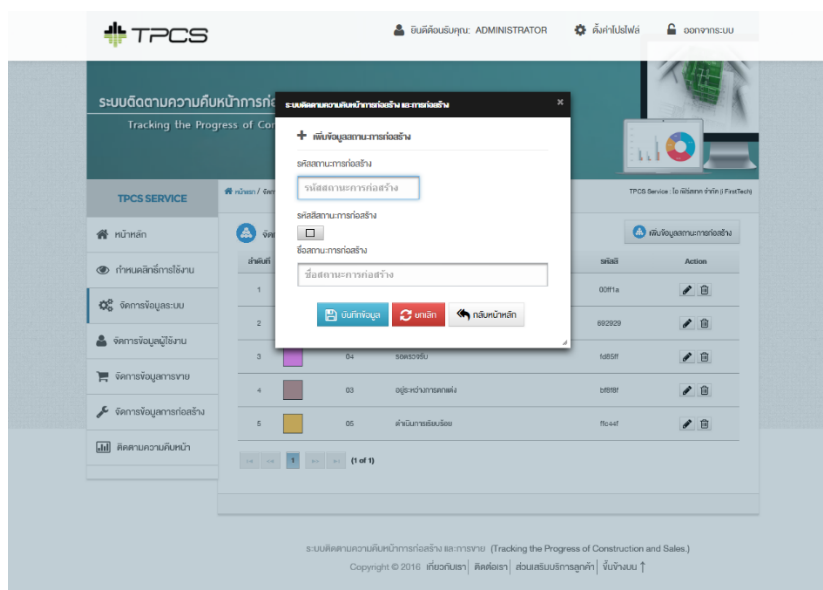 TPCS
ยินดีต้อนรับคุณ: ADMINISTRATOR
ตั้งค่าโปรไฟล์
ออกจากระบบ
ระบบติดตามความคืบหน้าการก่อ
Tracking the Prog
ress of Con
ระบบติดตามความคืบหน้าการก่อสร้าง และการก่อสร้าง
×
เพิ่มข้อมูลสถานะการก่อสร้าง
รหัสสถานะการก่อสร้าง
รหัสสถานะการก่อสร้าง
รหัสสีสถานะการก่อสร้าง
ชื่อสถานะการก่อสร้าง
ชื่อสถานะการก่อสร้าง
บันทึกข้อมูล
ยกเลิก
กลับหน้าหลัก
TPCS SERVICE
หน้าหลัก
กำหนดสิทธิ์การใช้งาน
จัดการข้อมูลระบบ
จัดการข้อมูลผู้ใช้งาน
จัดการข้อมูลการขาย
จัดการข้อมูลการก่อสร้าง
ติดตามความคืบหน้า
หน้าแรก /
เพิ่มข้อมูลสถานะการก่อสร้าง
ลำดับที่
รหัสสี
Action
1
00ff1a
2
692929
3
04
รอตรวจรับ
fd85ff
4
03
อยู่ระหว่างการตกแต่ง
bf8f8f
5
05
ดำเนินการเรียบร้อย
1
(1 of 1)
ระบบติดตามความคืบหน้าการก่อสร้าง และการขาย (Tracking the Progress of Construction and Sales.)
Copyright © 2016 เกี่ยวกับเรา| ติดต่อเรา| ส่วนเสริมบริการลูกค้า| ขึ้นข้างบน ↑